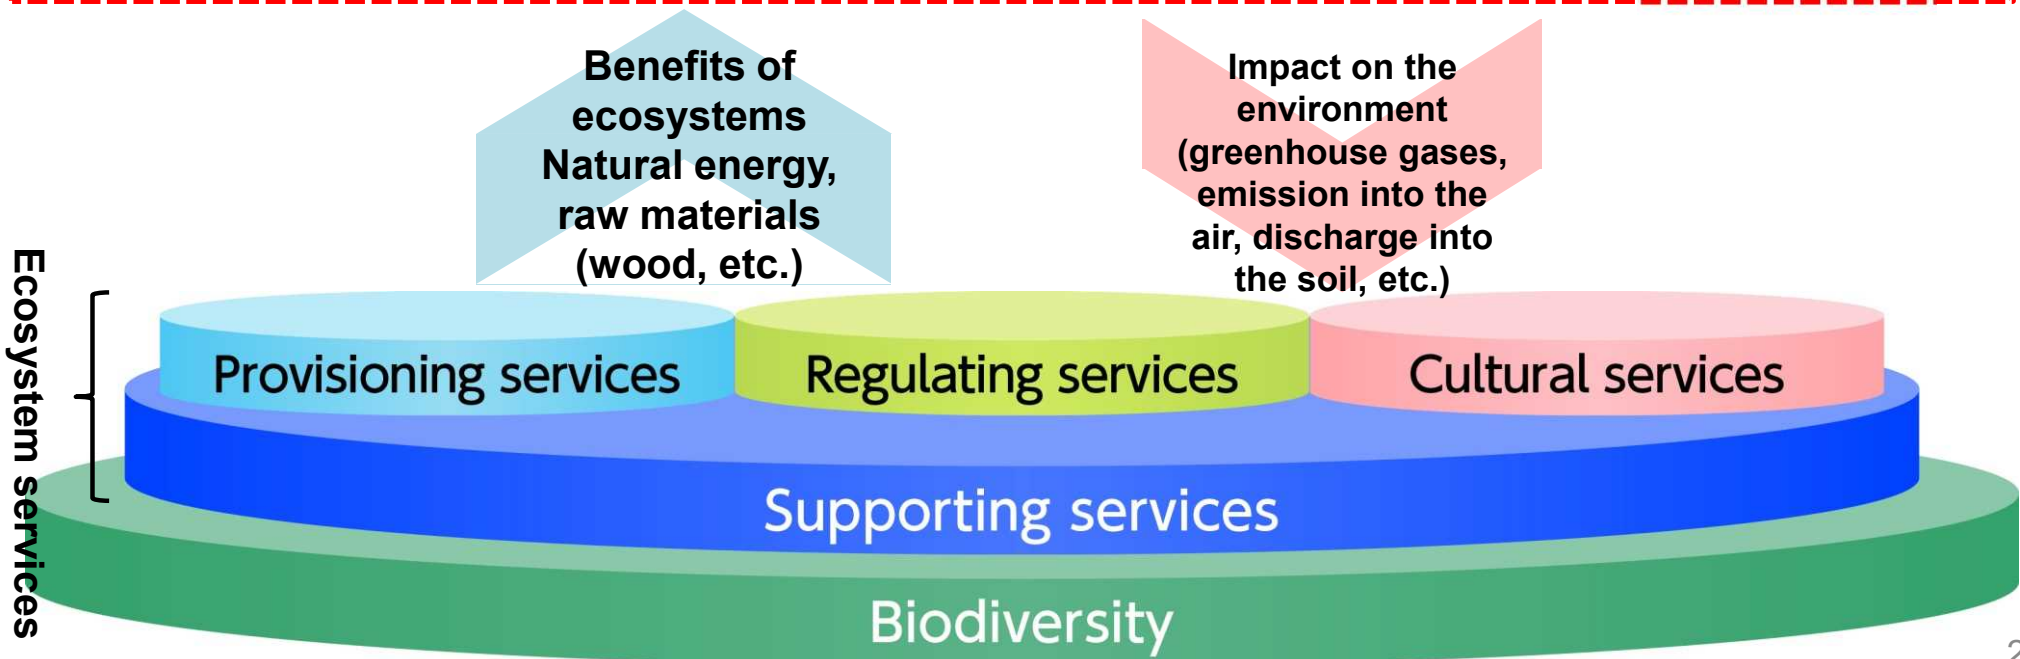 Benefits of
ecosystems
Natural energy,
raw materials
(wood, etc.)
Impact on the
environment
(greenhouse gases,
emission into the
air, discharge into
the soil, etc.)
Ecosystem services
Provisioning services
Regulating services
Cultural services
Supporting services
Biodiversity
2